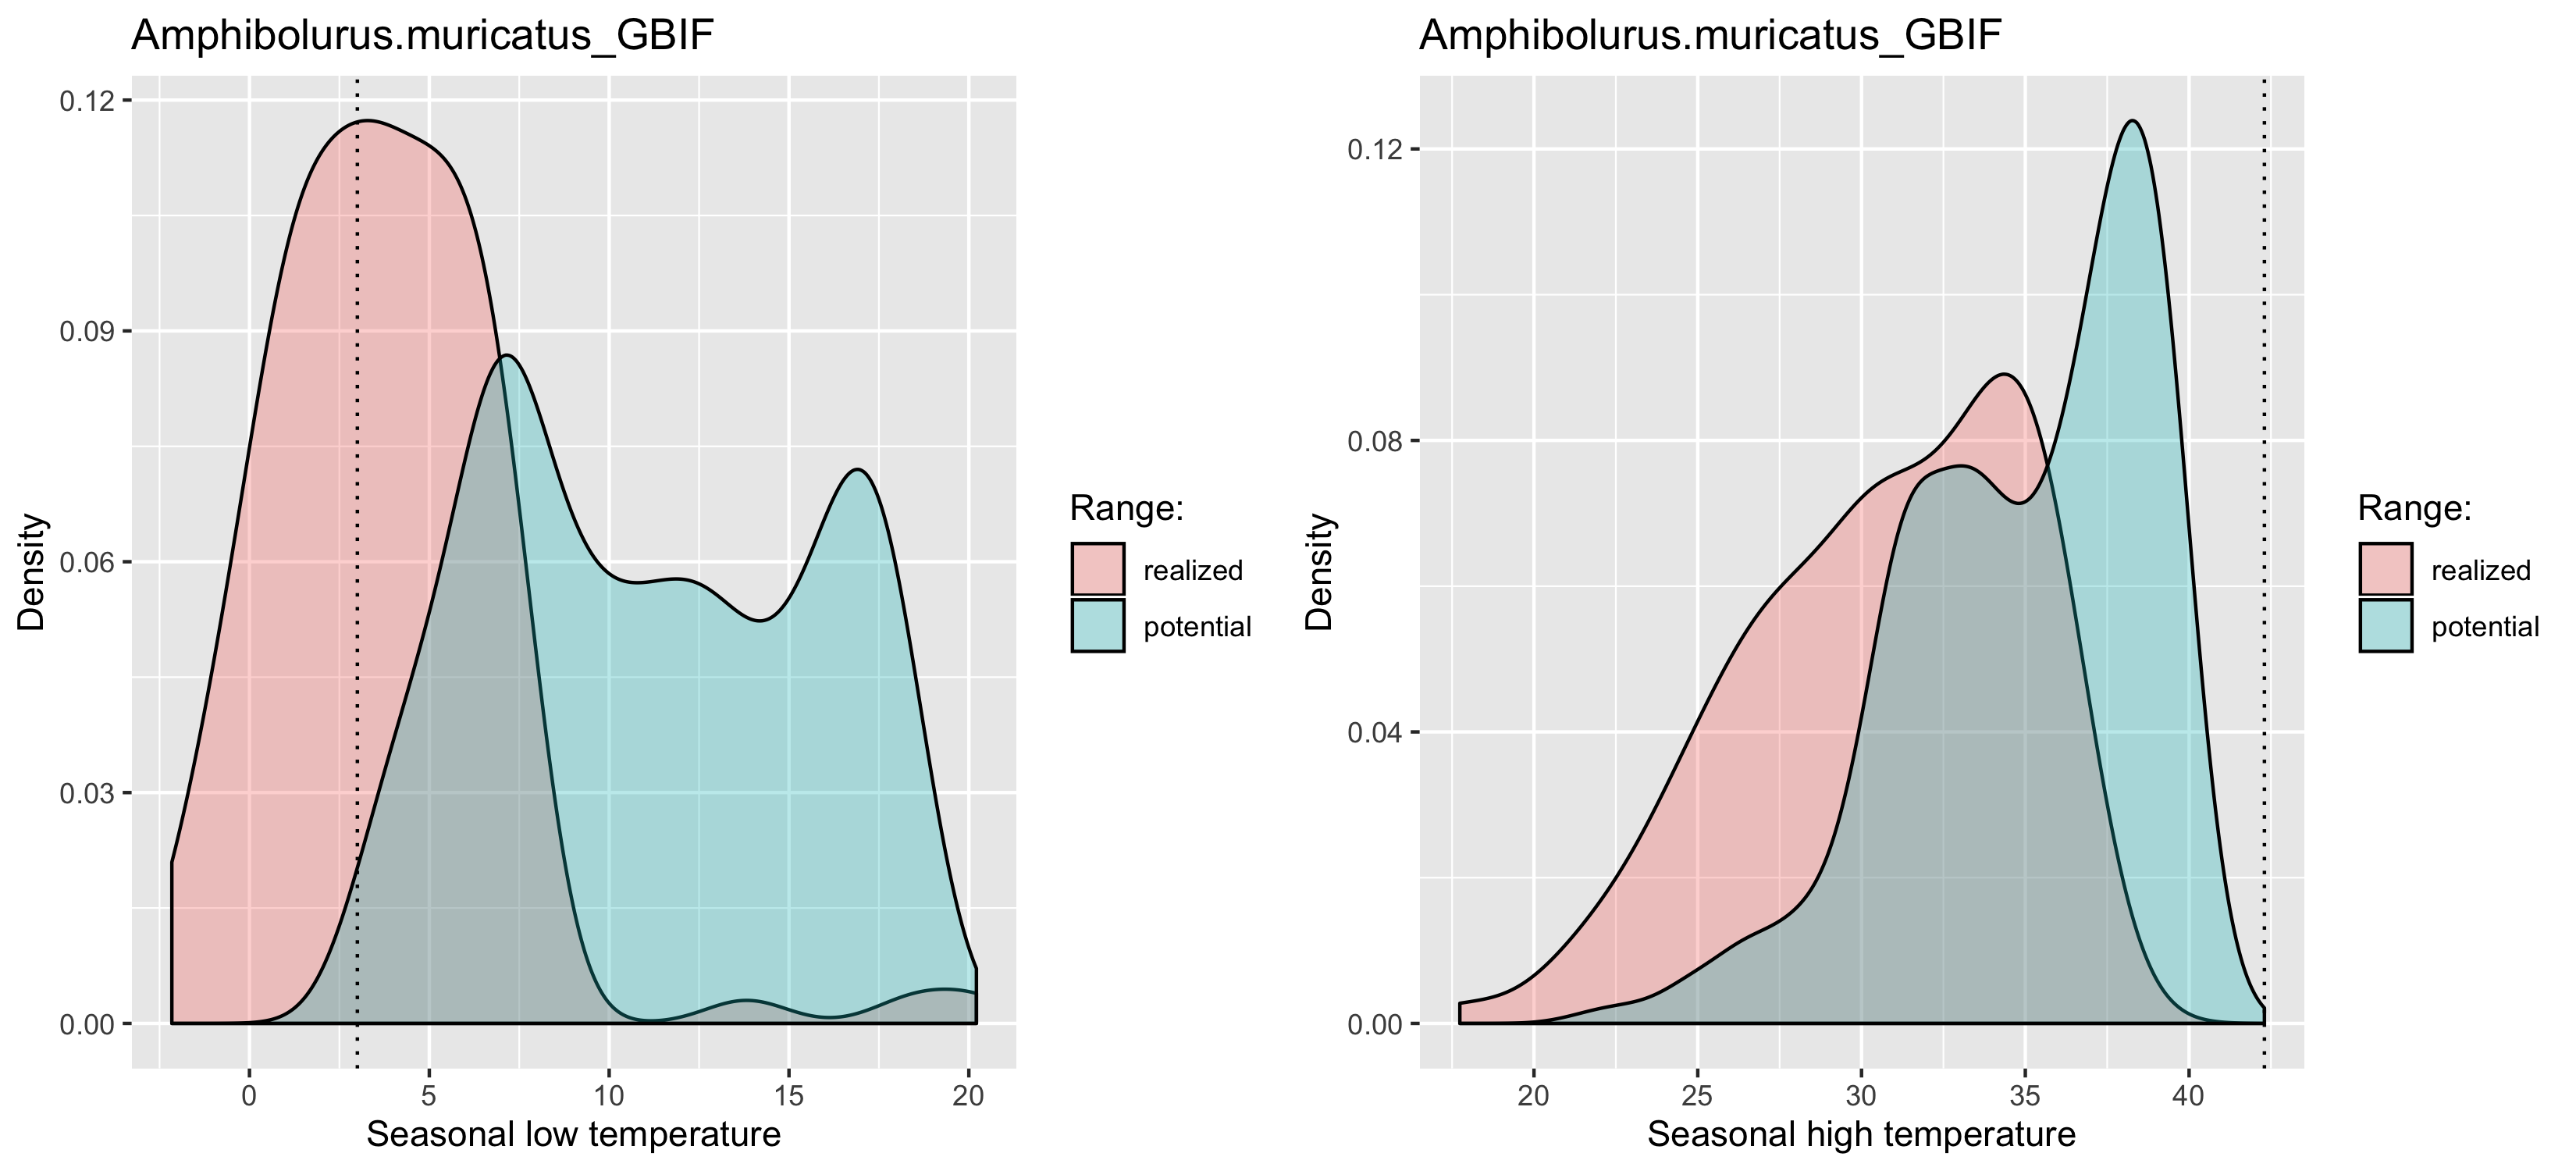 Amphibolurus.muricatus_GBIF
Density
0.12
0.09
0.06
0.03
0.00
0 5 10 15 20
Seasonal low temperature
Range:
realized
potential
Amphibolurus.muricatus_GBIF
Density
0.12
0.08
0.04
0.00
20 25 30 35 40
Seasonal high temperature
Range:
realized
potential